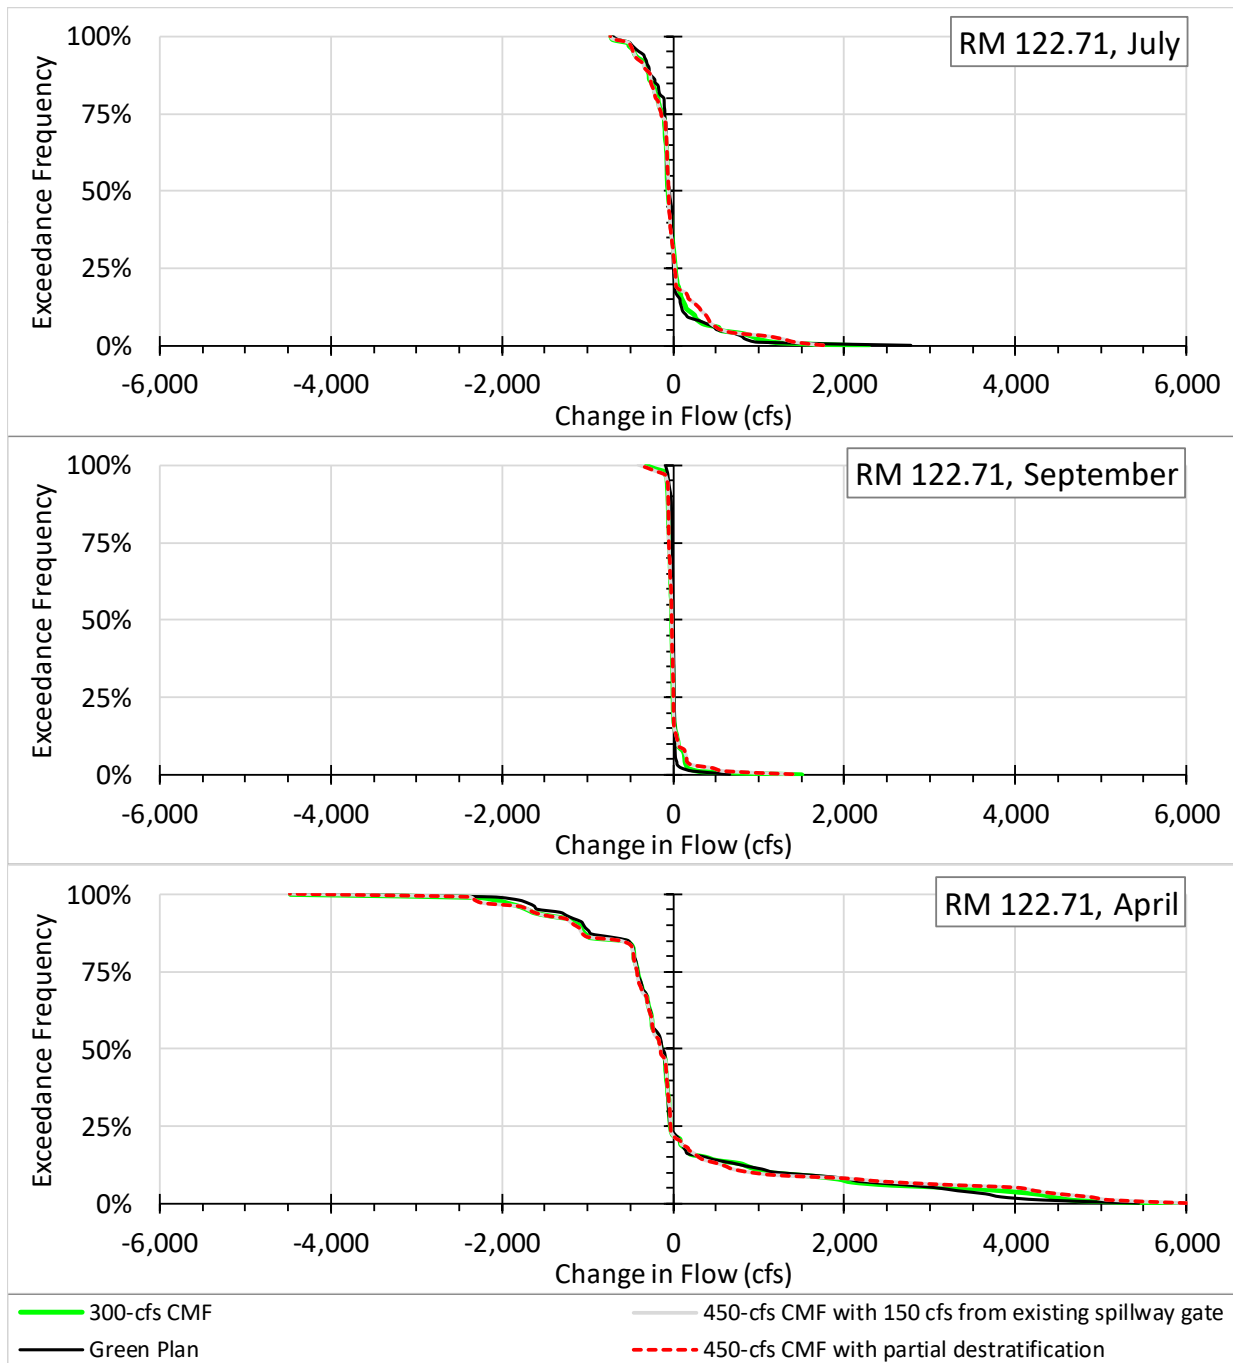 RM 122.71, July
Exceedance Frequency
100%
75%
50%
25%
0%
-6,000 -4,000 -2,000 0 2,000 4,000 6,000
Change in Flow (cfs)
RM 122.71, September
Exceedance Frequency
100%
75%
50%
25%
0%
-6,000 -4,000 -2,000 0 2,000 4,000 6,000
Change in Flow (cfs)
RM 122.71, April
Exceedance Frequency
100%
75%
50%
25%
0%
-6,000 -4,000 -2,000 0 2,000 4,000 6,000
Change in Flow (cfs)
300-cfs CMF
450-cfs CMF with 150 cfs from existing spillway gate
Green Plan
450-cfs CMF with partial destratification